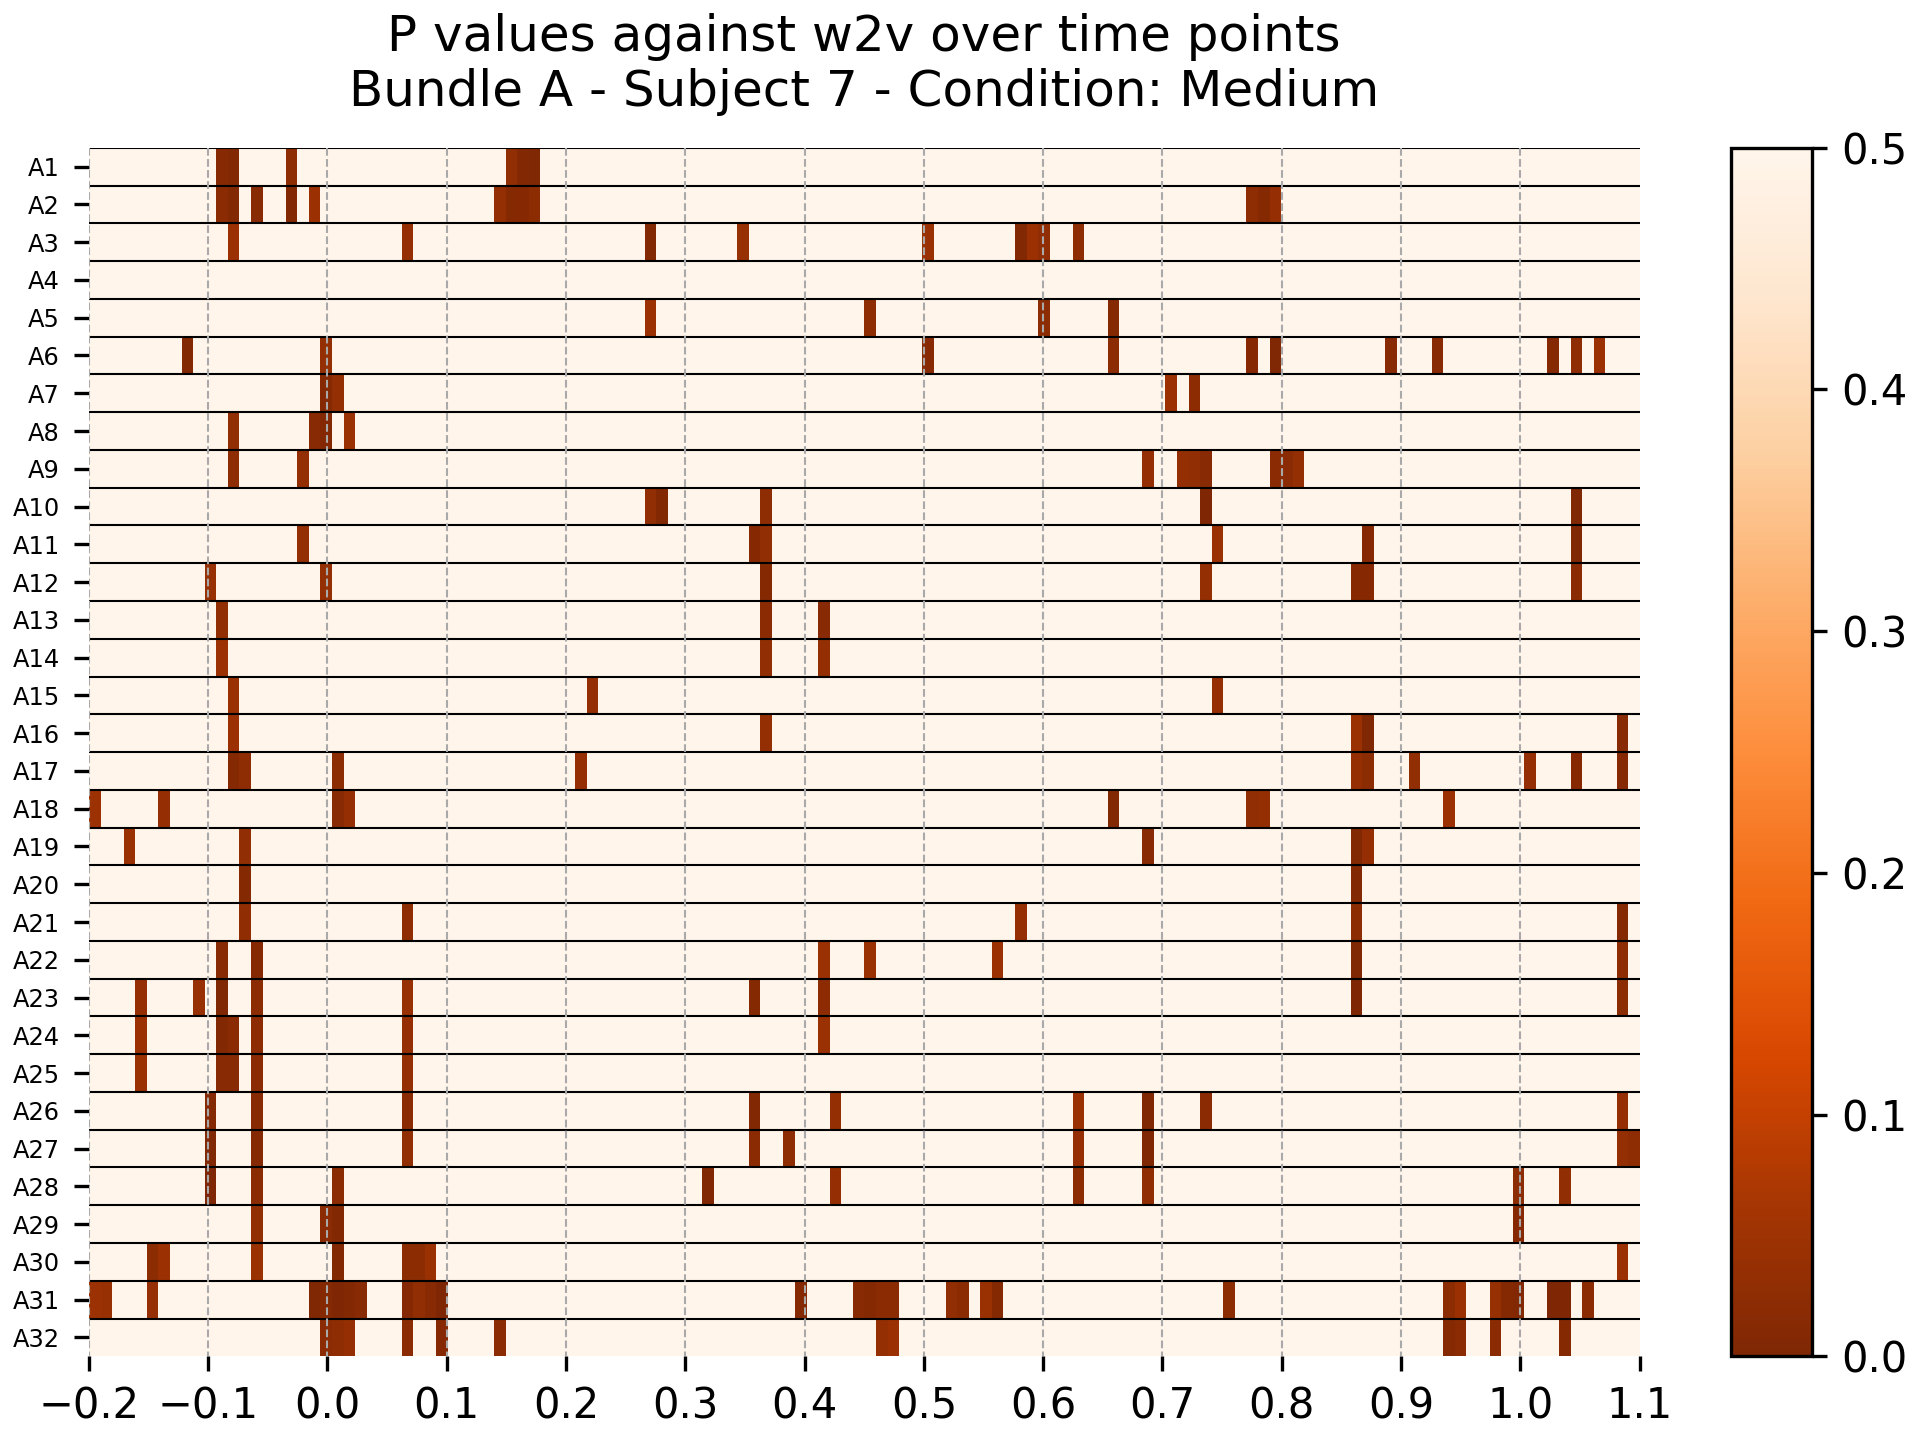 P values against w2v over time points
Bundle A - Subject 7 - Condition: Medium
A1
A2
A3
A4
A5
A6
A7
A8
A9
A10
A11
A12
A13
A14
A15
A16
A17
A18
A19
A20
A21
A22
A23
A24
A25
A26
A27
A28
A29
A30
A31
A32
−0.2 −0.1 0.0 0.1 0.2 0.3 0.4 0.5 0.6 0.7 0.8 0.9 1.0 1.1
0.5
0.4
0.3
0.2
0.1
0.0